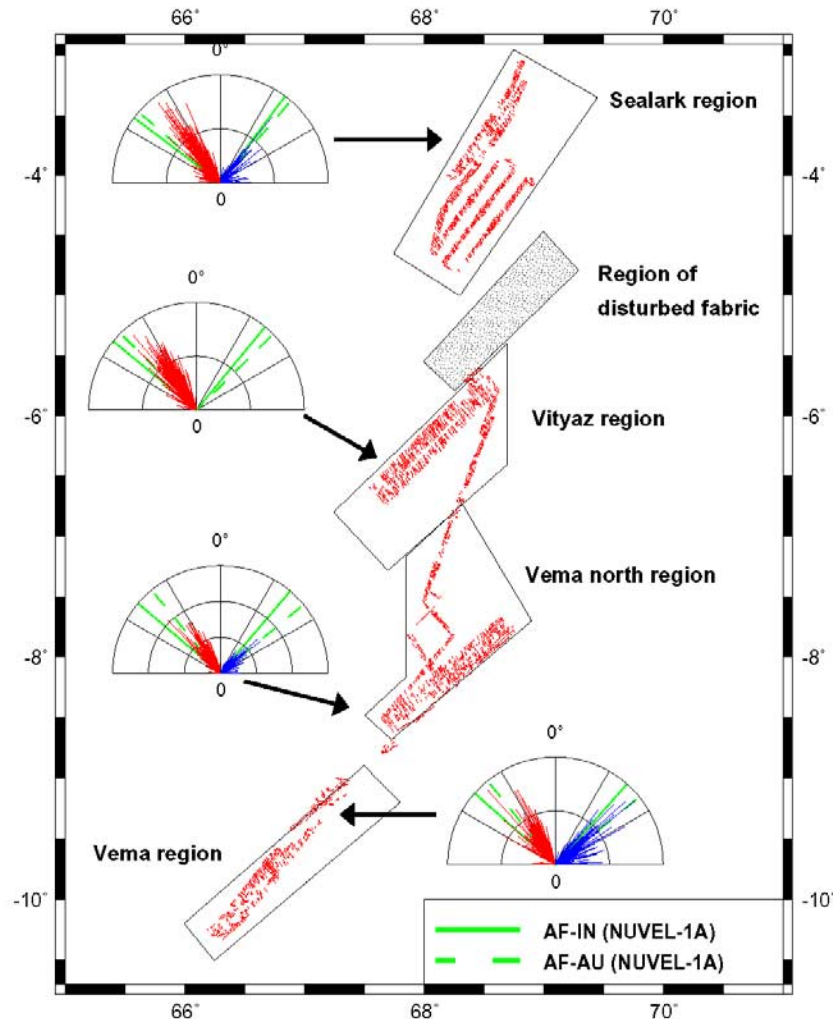 66° 68° 70°
0°
Sealark region
-4° -4°
0
0°
Region of
disturbed fabric
-6° -6°
Vityaz region
0
0°
Vema north region
-8° -8°
0
0°
Vema region
0
-10° -10°
AF-IN (NUVEL-1A)
AF-AU (NUVEL-1A)
66° 68° 70°